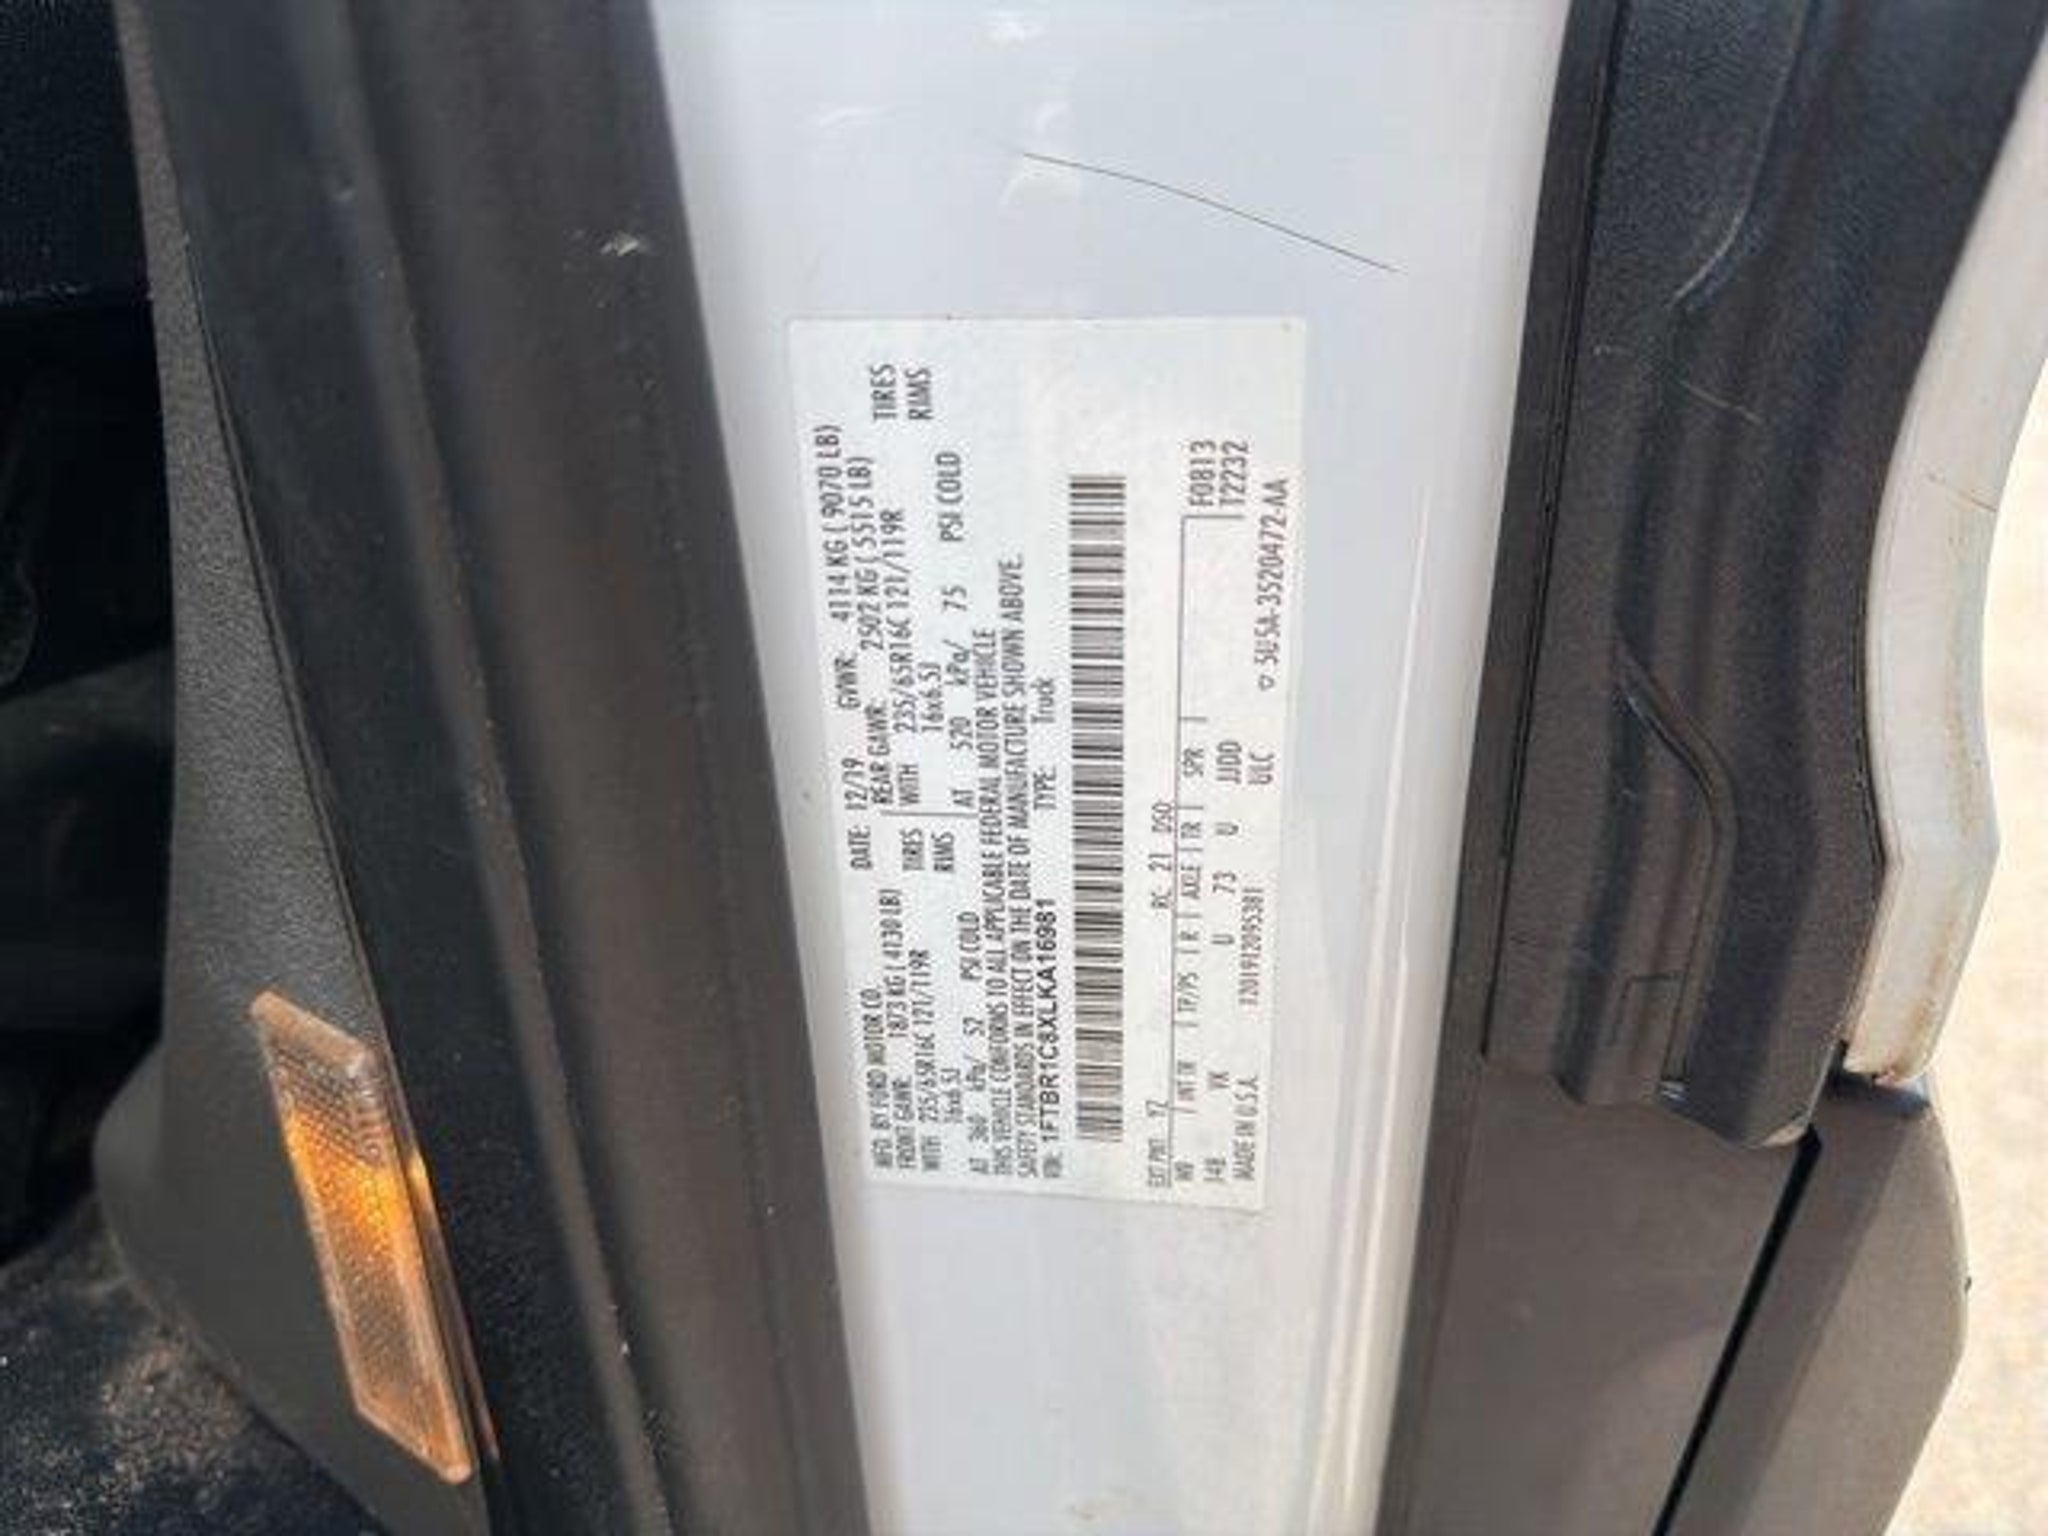 MFD. BY FORD MOTOR CO. DATE: 12/19 GVWR: 4114 KG ( 9070 LB)
FRONT GAWR: 1873 KG ( 4130 LB) REAR GAWR: 2502 KG ( 5515 LB)
WITH 235/65R16C 121/119R TIRES WITH 235/65R16C 121/119R TIRES
16x6.5J RIMS 16x6.5J RIMS
AT 360 kPa/ 52 PSI COLD AT 520 kPa/ 75 PSI COLD
THIS VEHICLE CONFORMS TO ALL APPLICABLE FEDERAL MOTOR VEHICLE
SAFETY STANDARDS IN EFFECT ON THE DATE OF MANUFACTURE SHOWN ABOVE.
VIN: 1FTBR1C8XLKA16981 TYPE: Truck
EXT PNT: YZ RC: 21 DSO: F0813
WB INT TR TP/PS R AXLE TR SPR T2232
148 VK U 73 U JJDD
MADE IN U.S.A. 1201912095381 ULC 5U5A-3520472-AA